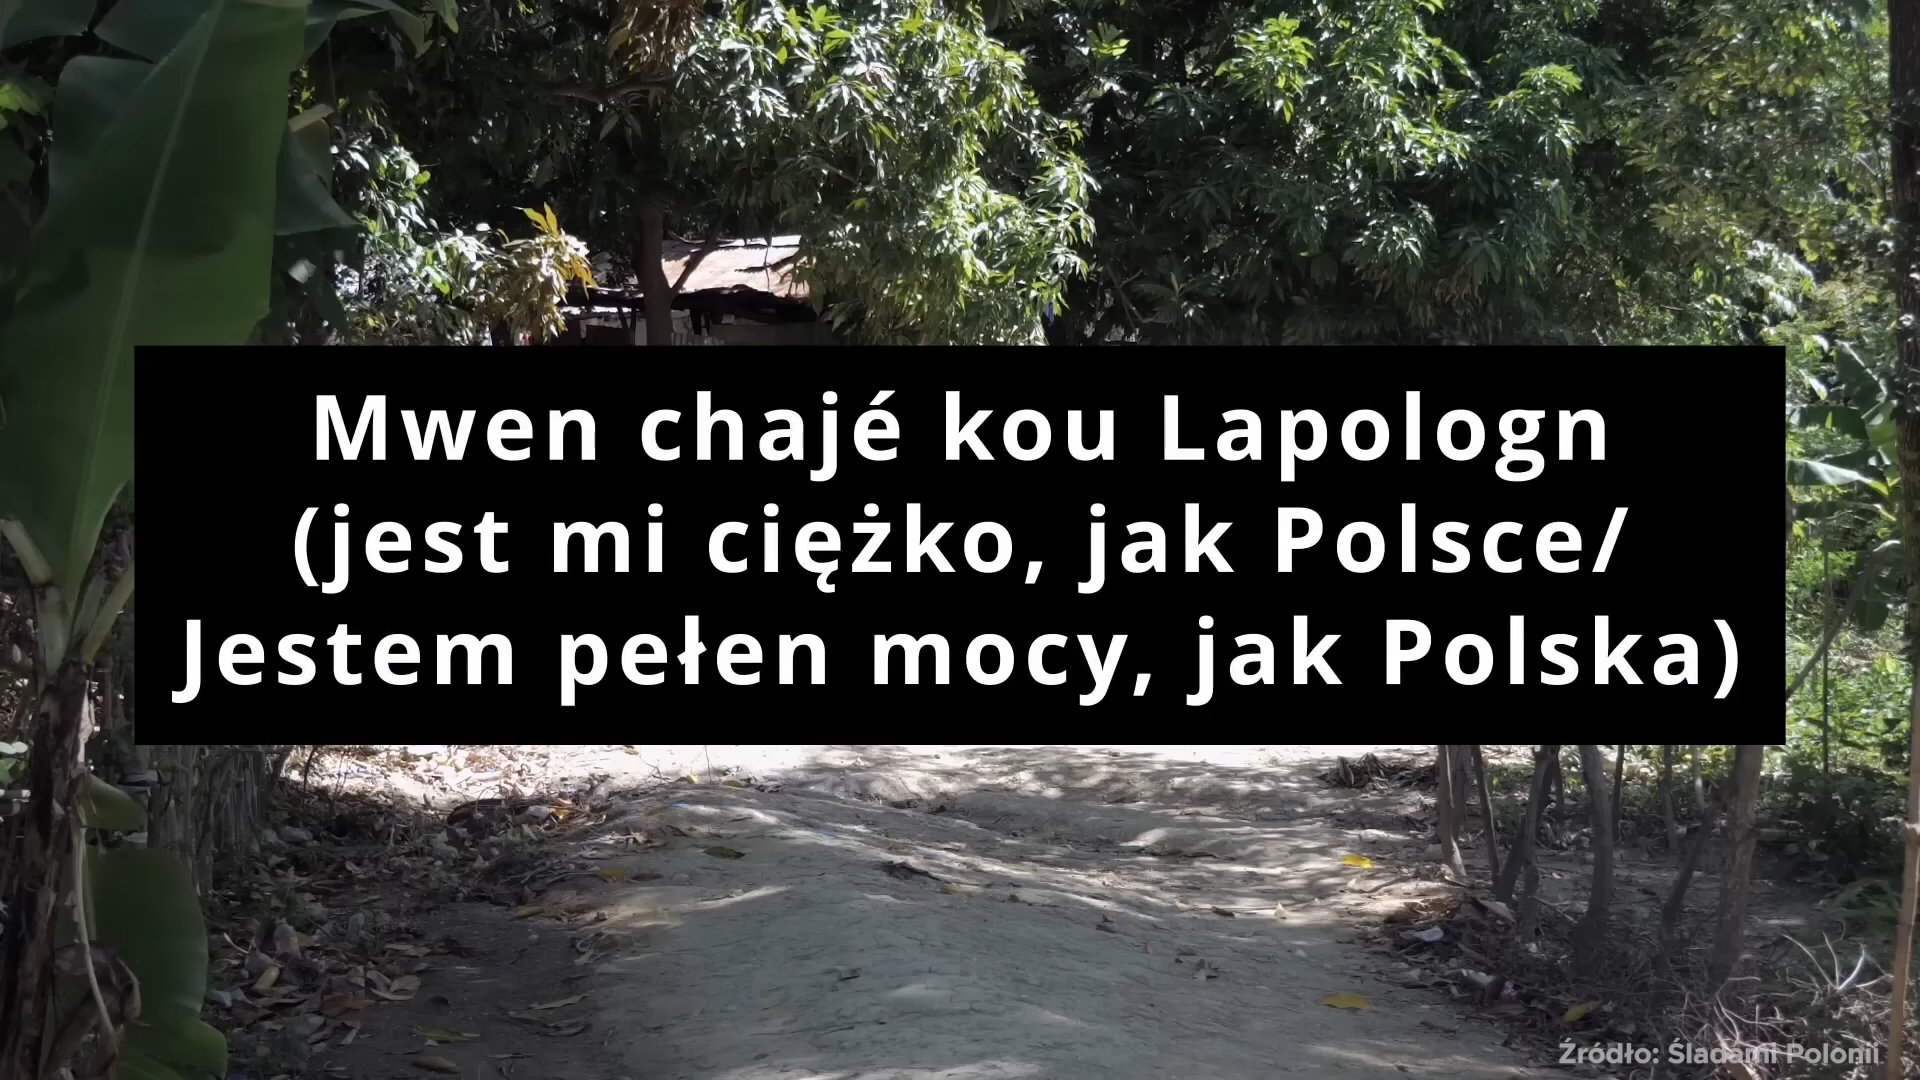 Mwen chajé kou Lapologn
(jest mi ciężko, jak Polsce/
Jestem pełen mocy, jak Polska)
Źródło: Śladami Polonii